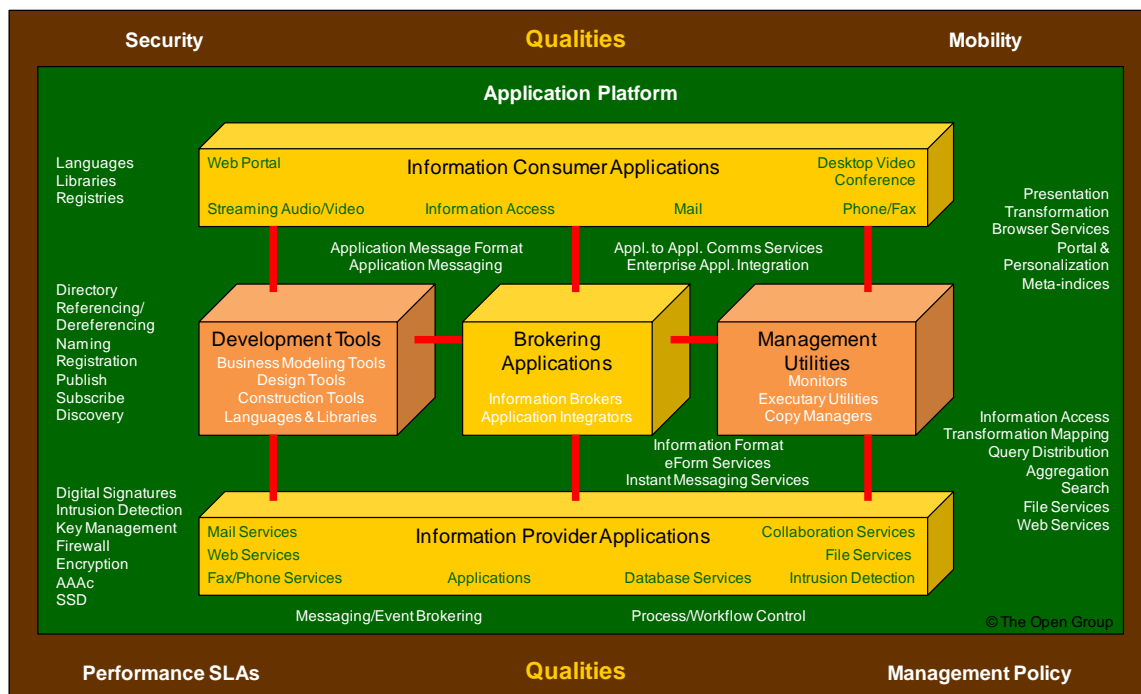 Security
Qualities
Mobility
Application Platform
Languages
Libraries
Registries
Web Portal
Information Consumer Applications
Desktop Video
Conference
Streaming Audio/Video
Information Access
Mail
Phone/Fax
Presentation
Transformation
Browser Services
Portal &
Personalization
Meta-indices
Application Message Format
Application Messaging
Appl. to Appl. Comms Services
Enterprise Appl. Integration
Directory
Referencing/
Dereferencing
Naming
Registration
Publish
Subscribe
Discovery
Development Tools
Business Modeling Tools
Design Tools
Construction Tools
Languages & Libraries
Brokering
Applications
Information Brokers
Application Integrators
Management
Utilities
Monitors
Executary Utilities
Copy Managers
Information Format
eForm Services
Instant Messaging Services
Information Access
Transformation Mapping
Query Distribution
Aggregation
Search
File Services
Web Services
Digital Signatures
Intrusion Detection
Key Management
Firewall
Encryption
AAAc
SSD
Mail Services
Information Provider Applications
Collaboration Services
Web Services
File Services
Fax/Phone Services
Applications
Database Services
Intrusion Detection
Messaging/Event Brokering
Process/Workflow Control
© The Open Group
Performance SLAs
Qualities
Management Policy